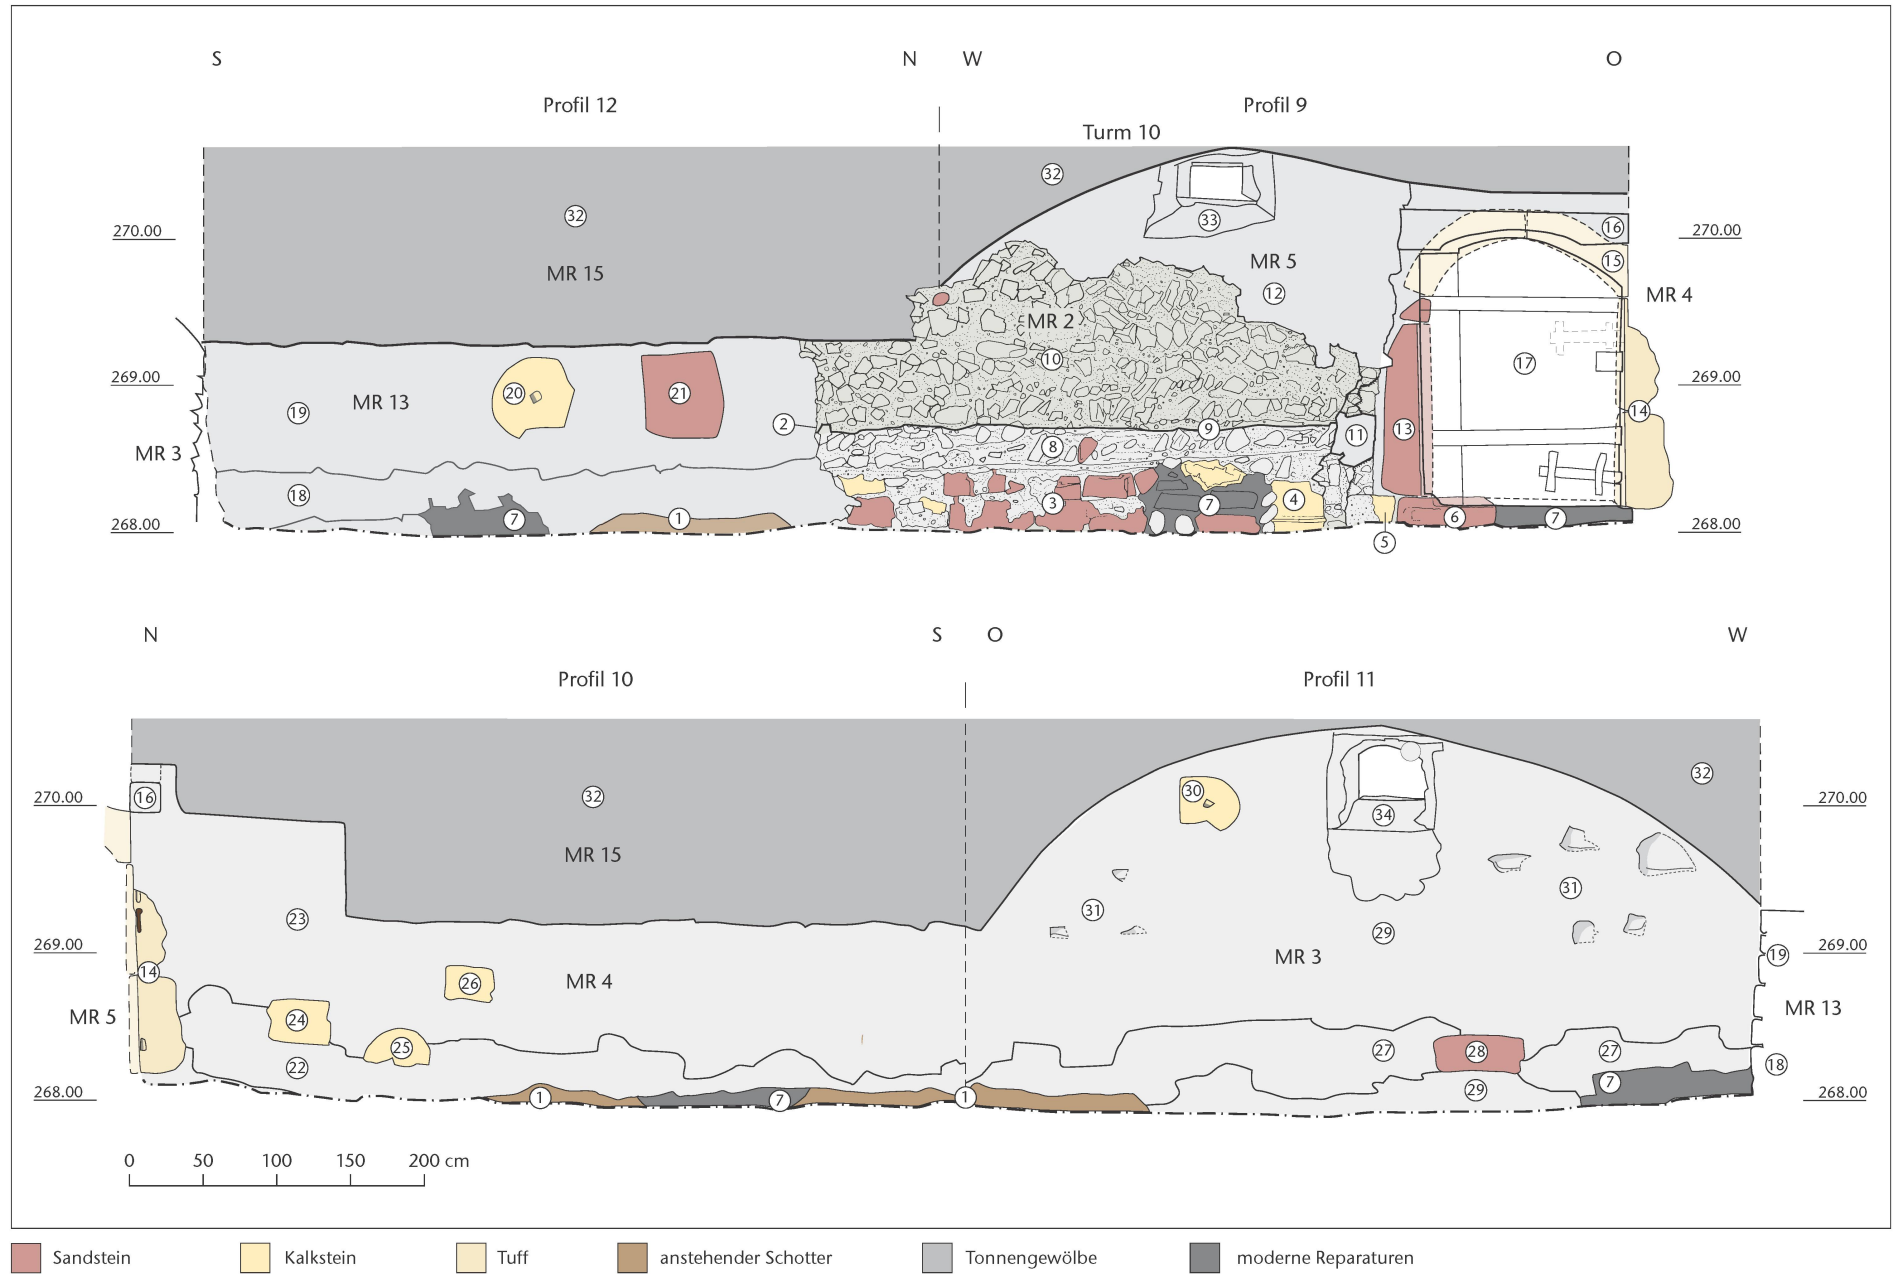 S N W O
Profil 12 Profil 9
Turm 10
32 33 16
270.00 32 270.00
MR 15 MR 5 15
12 MR 4
MR 2
10 17
269.00 20 21 269.00
19 MR 13 14
2 9 11 13
MR 3 8
18 3 7 4
268.00 7 1 6 7 268.00
5
N S O W
Profil 10 Profil 11
32
16 32 30
270.00 34 270.00
MR 15
31 31
23 29
269.00 MR 3 19 269.00
14 26 MR 4
MR 5 24 MR 13
25 27 28 27
22 18
7 29
268.00 1 7 1 268.00
0 50 100 150 200 cm
Sandstein Kalkstein Tuff anstehender Schotter Tonnengewölbe moderne Reparaturen